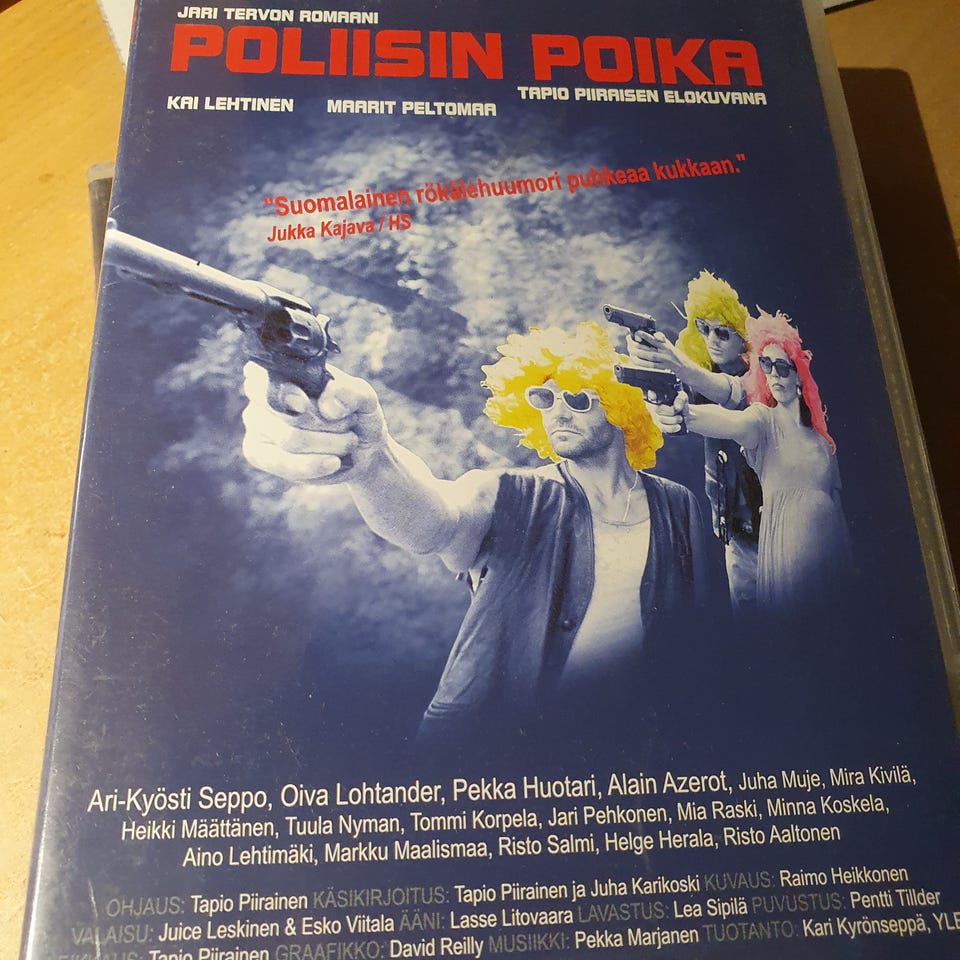 JARI TERVON ROMAANI
POLIISIN POIKA
TAPIO PIIRAISEN ELOKUVANA
KAI LEHTINEN MAARIT PELTOMAA
"Suomalainen rökälehuumori puhkeaa kukkaan."
Jukka Kajava / HS
Ari-Kyösti Seppo, Oiva Lohtander, Pekka Huotari, Alain Azerot, Juha Muje, Mira Kivilä,
Heikki Määttänen, Tuula Nyman, Tommi Korpela, Jari Pehkonen, Mia Raski, Minna Koskela,
Aino Lehtimäki, Markku Maalismaa, Risto Salmi, Helge Herala, Risto Aaltonen
OHJAUS: Tapio Piirainen KÄSIKIRJOITUS: Tapio Piirainen ja Juha Karikoski KUVAUS: Raimo Heikkonen
VALAISU: Juice Leskinen & Esko Viitala ÄÄNI: Lasse Litovaara LAVASTUS: Lea Sipilä PUVUSTUS: Pentti Tillder
Tapio Piirainen GRAAFIKKO: David Reilly MUSIIKKI: Pekka Marjanen TUOTANTO: Kari Kyrönseppä, YLE